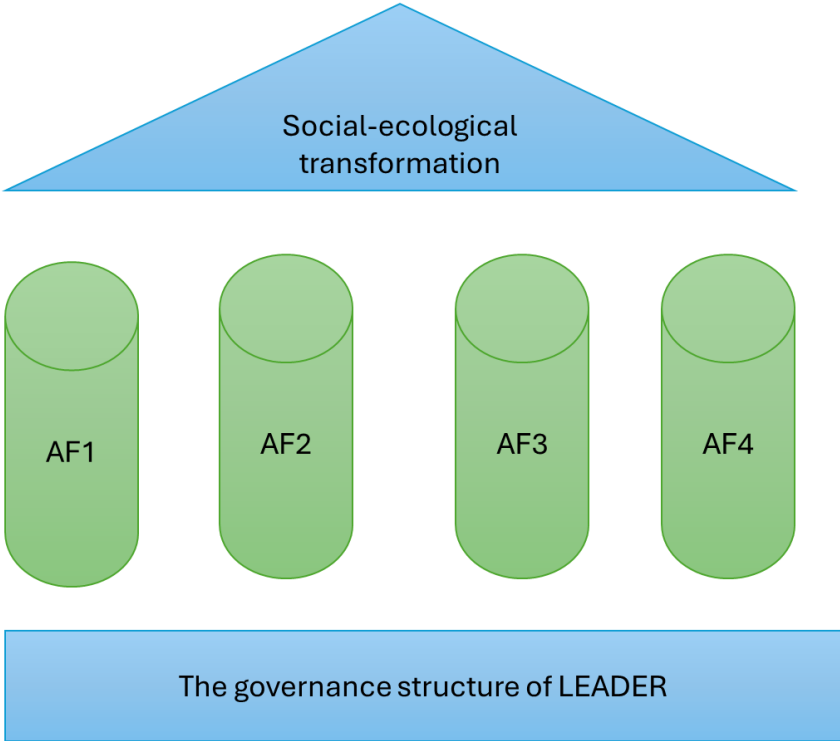 Social-ecological
transformation
AF1
AF2
AF3
AF4
The governance structure of LEADER